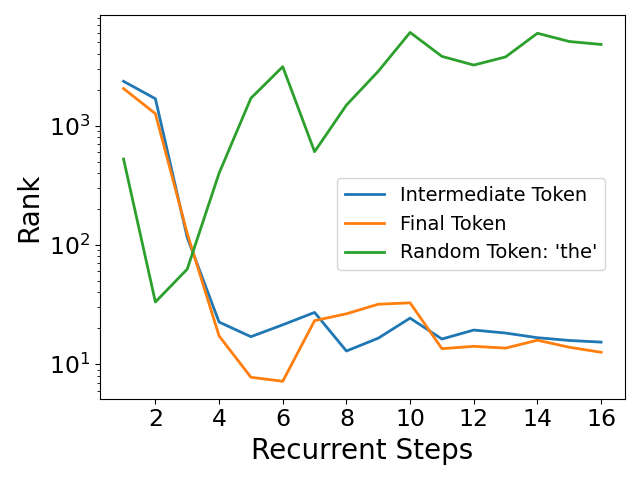 Rank
10³
10²
10¹
Intermediate Token
Final Token
Random Token: 'the'
2 4 6 8 10 12 14 16
Recurrent Steps